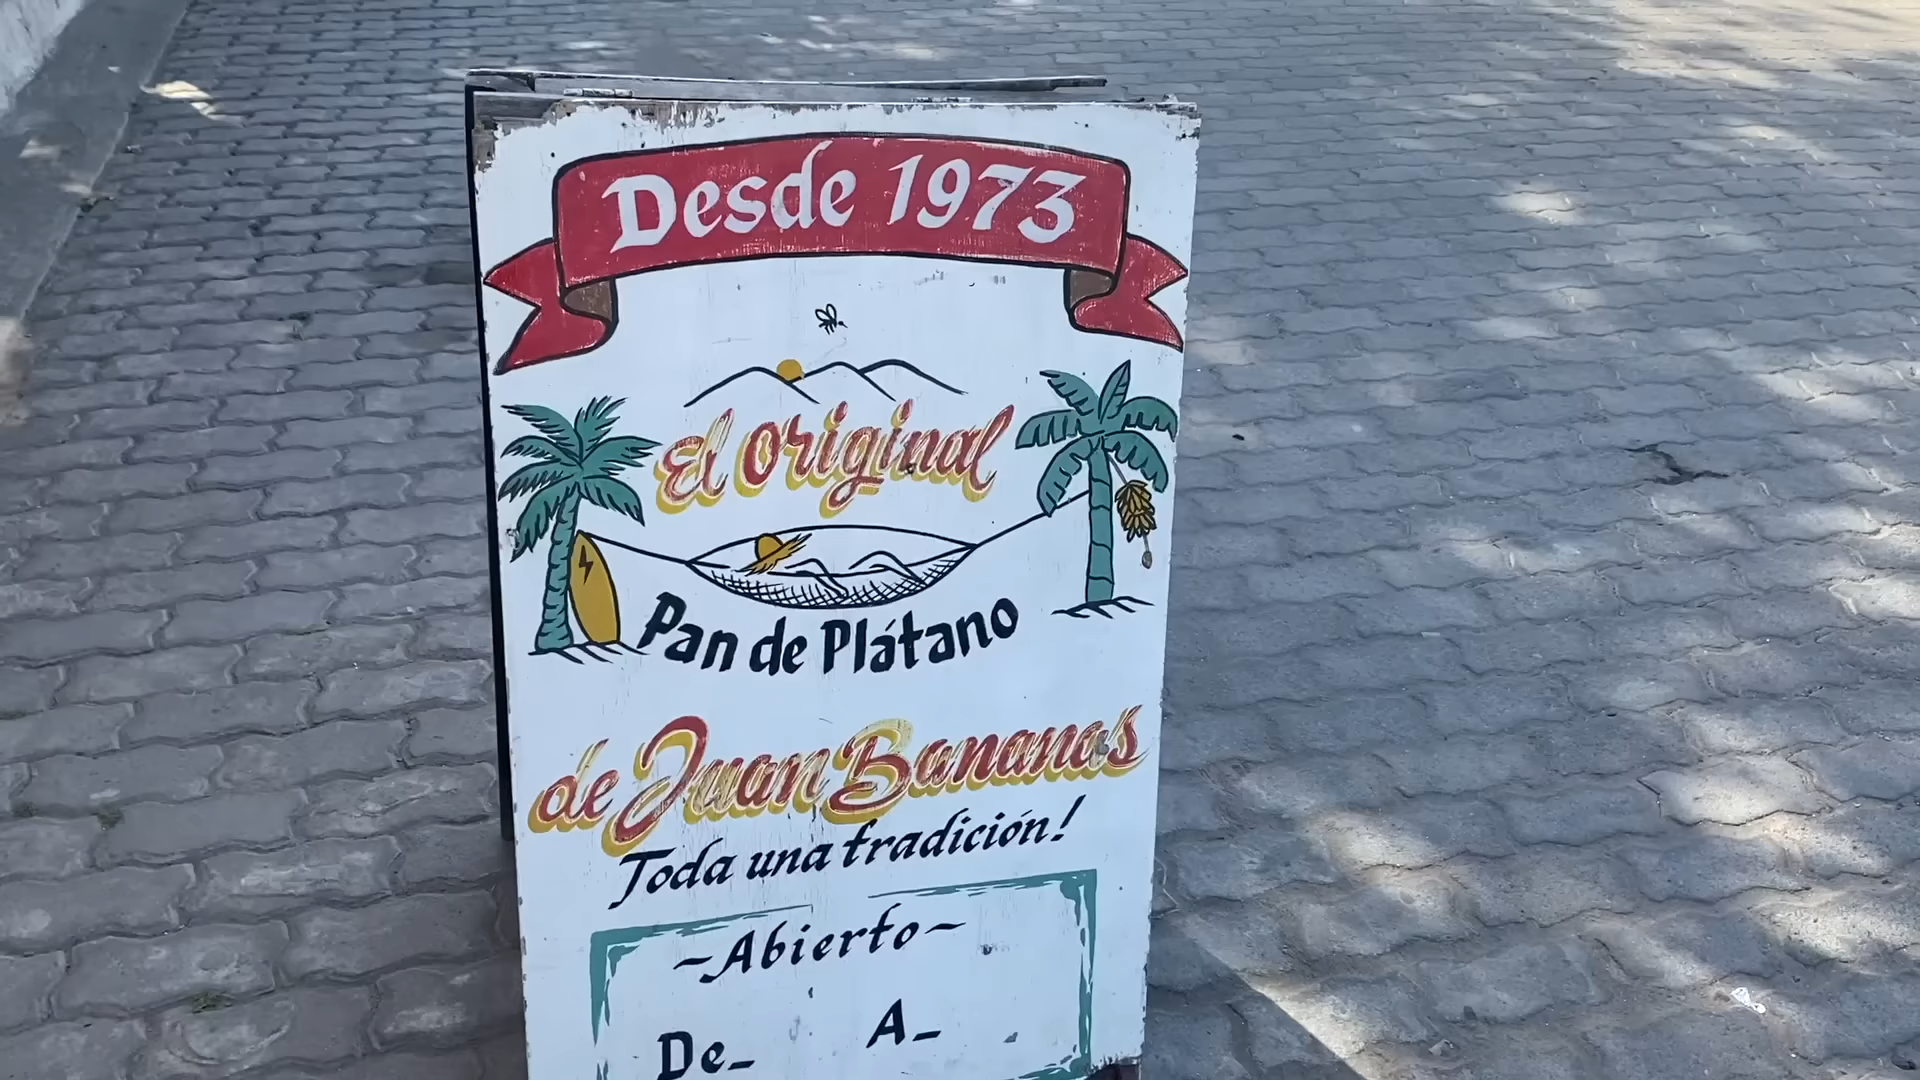 Desde 1973
El Original
Pan de Plátano
de Juan Bananas
Toda una tradición!
~Abierto~
De_ A_